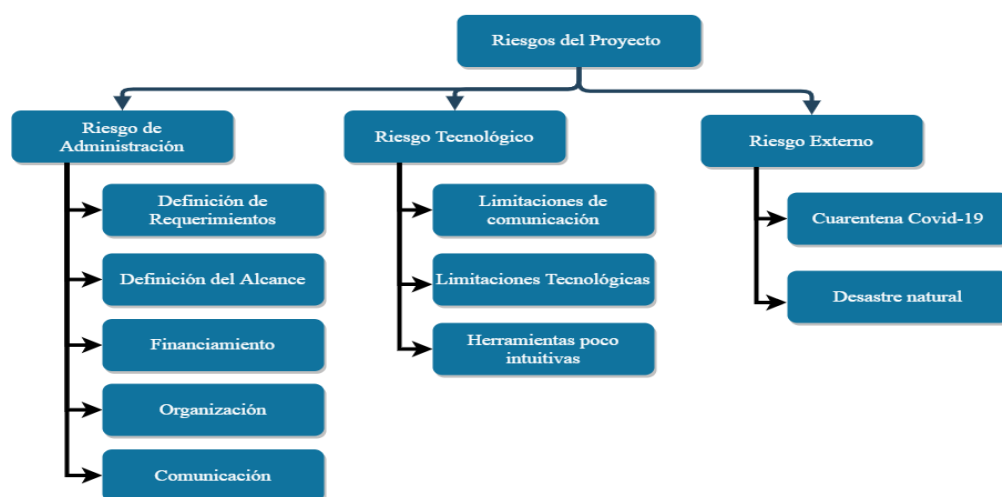 Riesgos del Proyecto
Riesgo de
Administración
Definición de
Requerimientos
Definición del Alcance
Financiamiento
Organización
Comunicación
Riesgo Tecnológico
Limitaciones de
comunicación
Limitaciones Tecnológicas
Herramientas poco
intuitivas
Riesgo Externo
Cuarentena Covid-19
Desastre natural